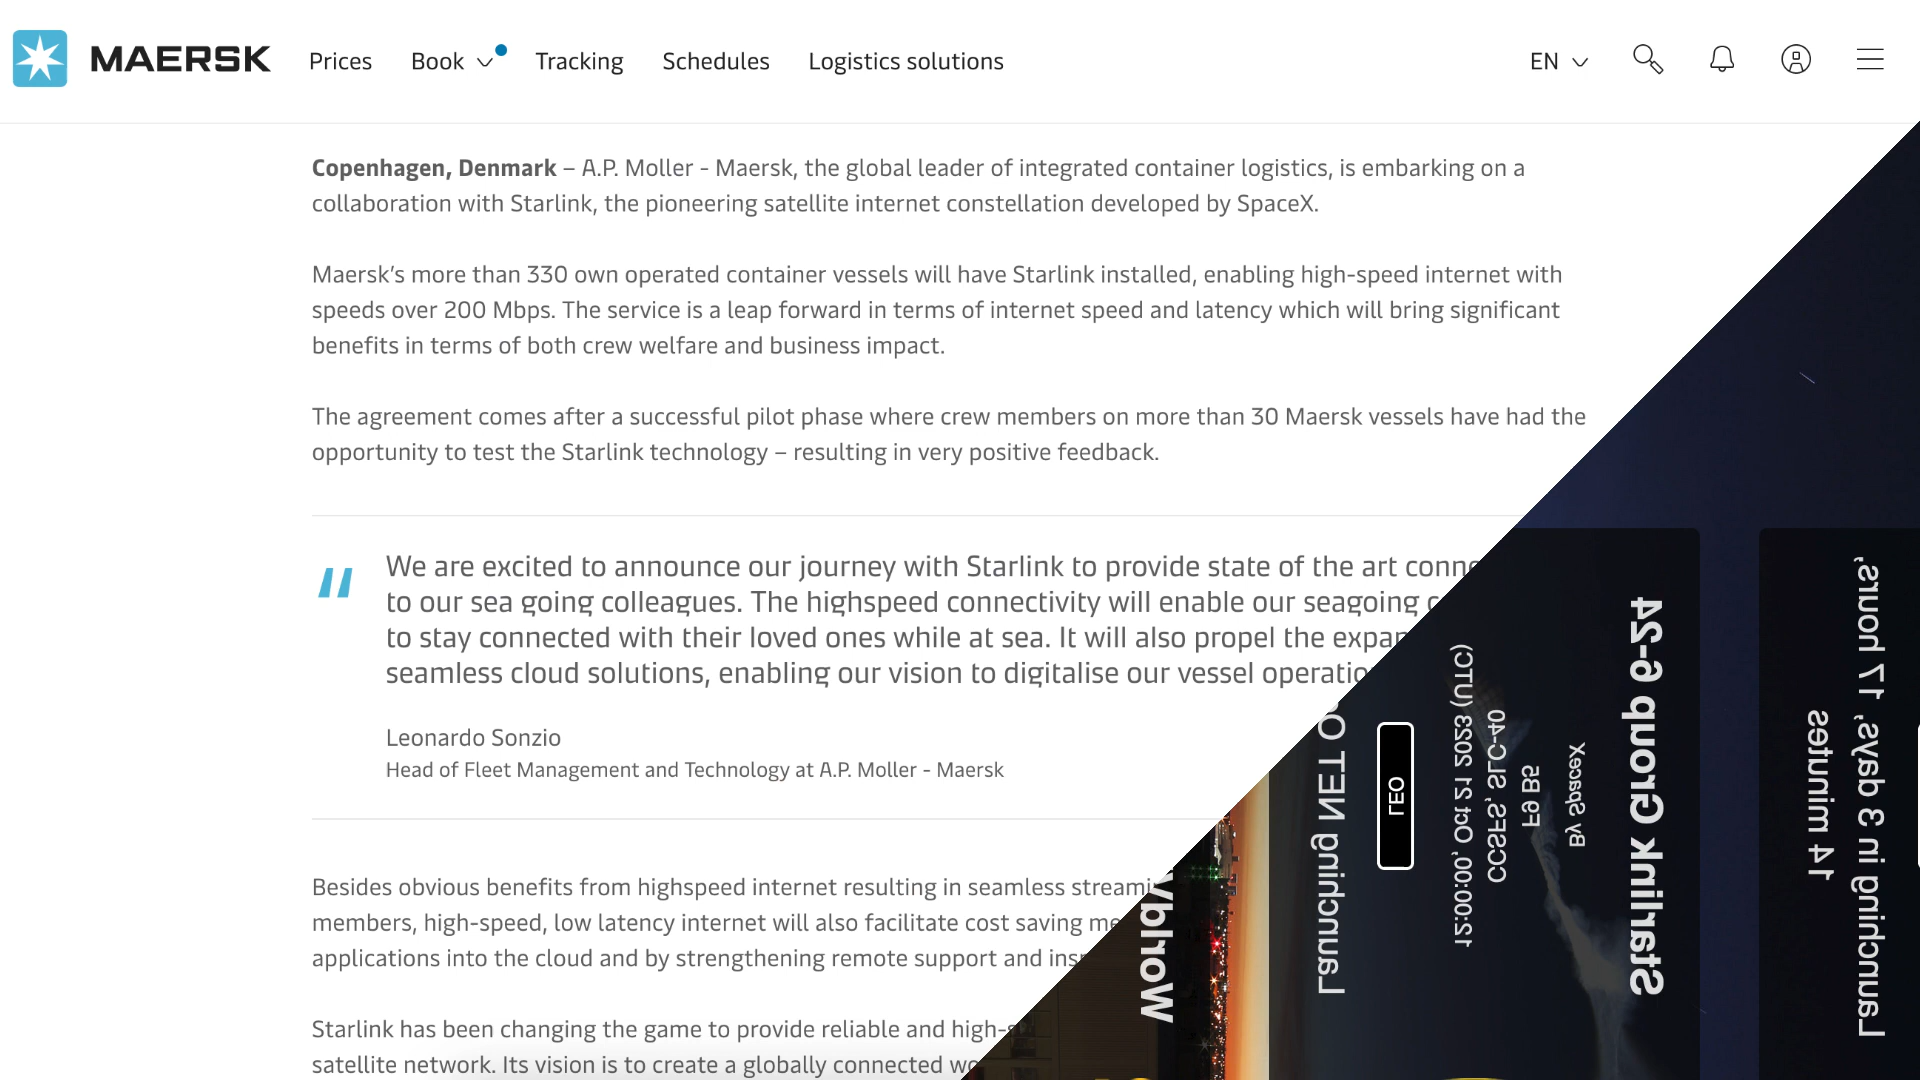 MAERSK Prices Book Tracking Schedules Logistics solutions EN
Copenhagen, Denmark – A.P. Moller - Maersk, the global leader of integrated container logistics, is embarking on a
collaboration with Starlink, the pioneering satellite internet constellation developed by SpaceX.
Maersk’s more than 330 own operated container vessels will have Starlink installed, enabling high-speed internet with
speeds over 200 Mbps. The service is a leap forward in terms of internet speed and latency which will bring significant
benefits in terms of both crew welfare and business impact.
The agreement comes after a successful pilot phase where crew members on more than 30 Maersk vessels have had the
opportunity to test the Starlink technology – resulting in very positive feedback.
We are excited to announce our journey with Starlink to provide state of the art
to our sea going colleagues. The highspeed connectivity will enable our seagoing
to stay connected with their loved ones while at sea. It will also propel the
seamless cloud solutions, enabling our vision to digitalise our vessel
Leonardo Sonzio
Head of Fleet Management and Technology at A.P. Moller - Maersk
Besides obvious benefits from highspeed internet resulting in seamless
members, high-speed, low latency internet will also facilitate cost saving
applications into the cloud and by strengthening remote support and
Starlink has been changing the game to provide reliable and
satellite network. Its vision is to create a globally connected
Starlink Group 6-24
By SpaceX
F9 B5
CCSFS, SLC-40
12:00:00, Oct 21 2023 (UTC)
LEO
Launching NET
Launching in 3 days, 17 hours,
14 minutes